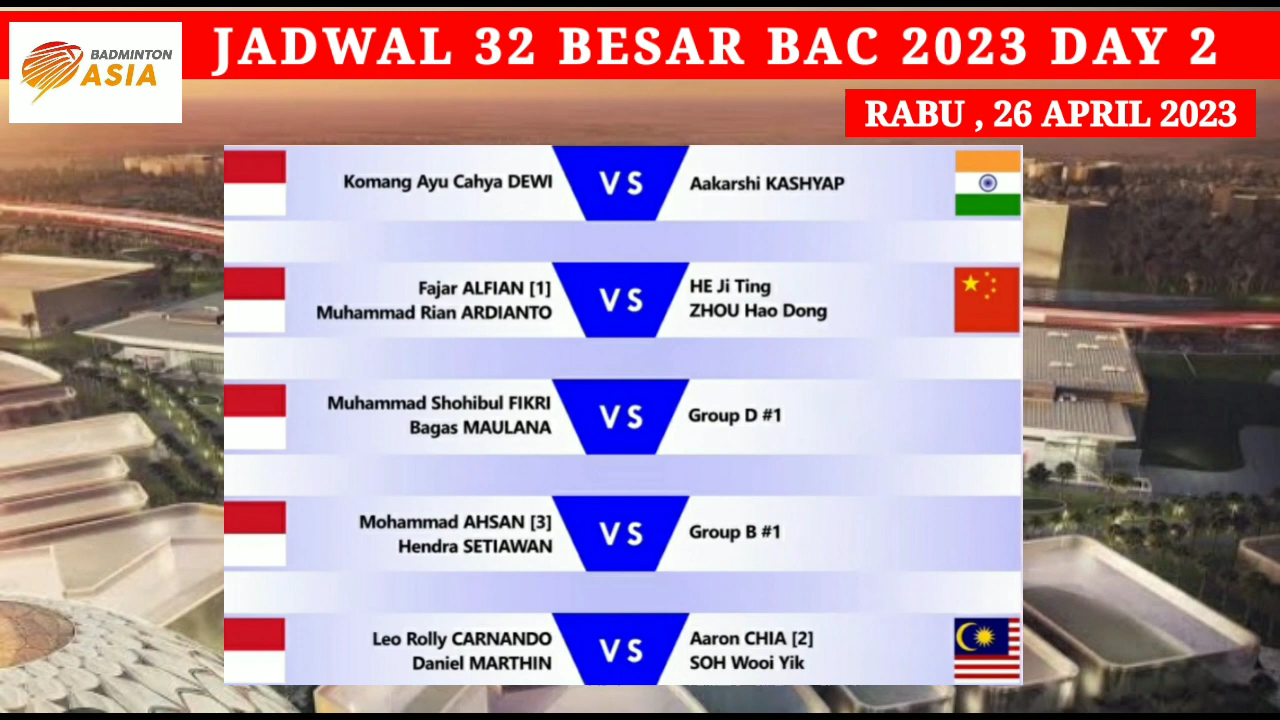 JADWAL 32 BESAR BAC 2023 DAY 2
BADMINTON
ASIA
RABU , 26 APRIL 2023
Komang Ayu Cahya DEWI
VS
Aakarshi KASHYAP
Fajar ALFIAN [1]
Muhammad Rian ARDIANTO
VS
HE Ji Ting
ZHOU Hao Dong
Muhammad Shohibul FIKRI
Bagas MAULANA
VS
Group D #1
Mohammad AHSAN [3]
Hendra SETIAWAN
VS
Group B #1
Leo Rolly CARNANDO
Daniel MARTHIN
VS
Aaron CHIA [2]
SOH Wooi Yik